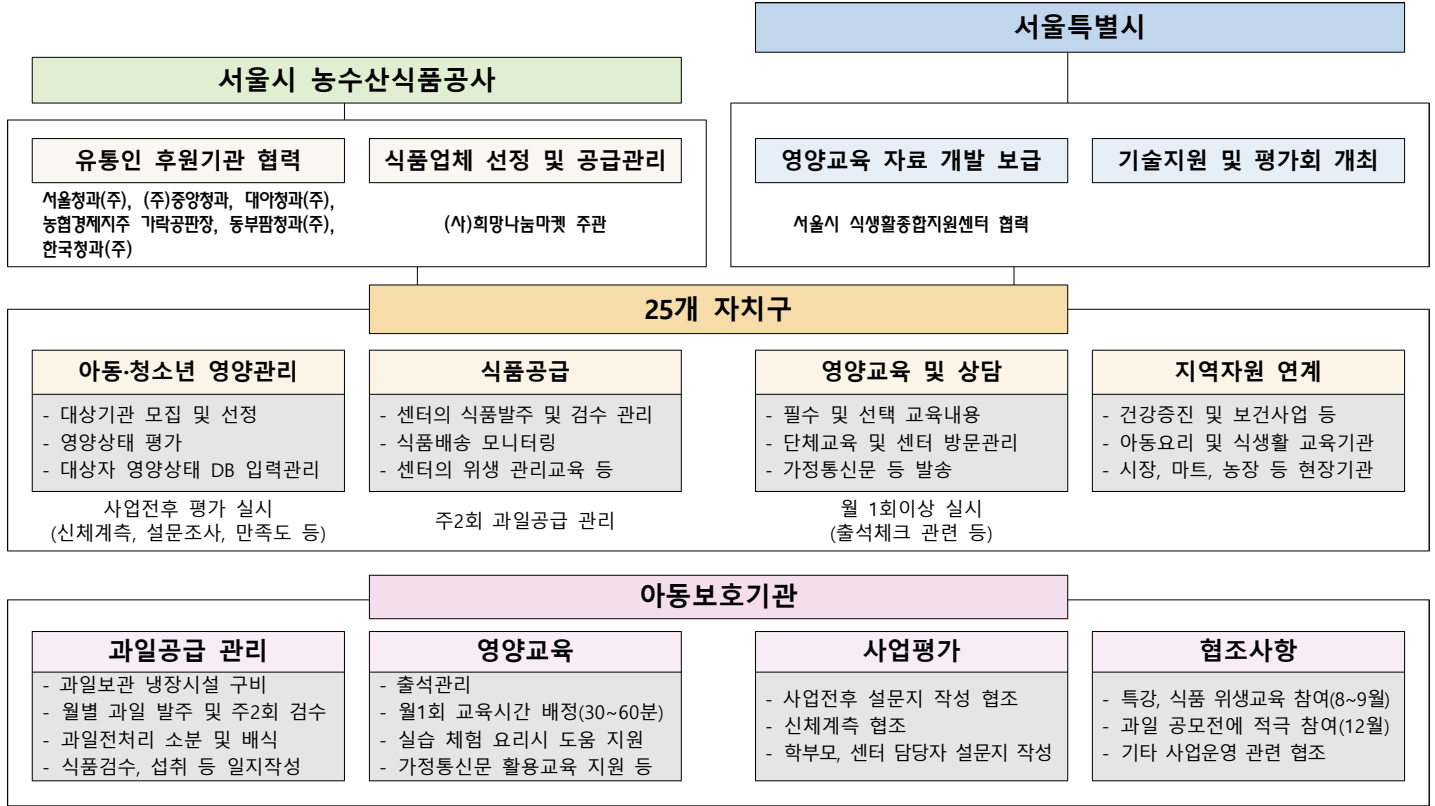 서울특별시
서울시 농수산식품공사
유통인 후원기관 협력
서울청과(주), (주)중앙청과, 대아청과(주),
농협경제지주 가락공판장, 동부팜청과(주),
한국청과(주)
식품업체 선정 및 공급관리
(사)희망나눔마켓 주관
영양교육 자료 개발 보급
서울시 식생활종합지원센터 협력
기술지원 및 평가회 개최
25개 자치구
아동·청소년 영양관리
- 대상기관 모집 및 선정
- 영양상태 평가
- 대상자 영양상태 DB 입력관리
사업전후 평가 실시
(신체계측, 설문조사, 만족도 등)
식품공급
- 센터의 식품발주 및 검수 관리
- 식품배송 모니터링
- 센터의 위생 관리교육 등
주2회 과일공급 관리
영양교육 및 상담
- 필수 및 선택 교육내용
- 단체교육 및 센터 방문관리
- 가정통신문 등 발송
월 1회이상 실시
(출석체크 관련 등)
지역자원 연계
- 건강증진 및 보건사업 등
- 아동요리 및 식생활 교육기관
- 시장, 마트, 농장 등 현장기관
아동보호기관
과일공급 관리
- 과일보관 냉장시설 구비
- 월별 과일 발주 및 주2회 검수
- 과일전처리 소분 및 배식
- 식품검수, 섭취 등 일지작성
영양교육
- 출석관리
- 월1회 교육시간 배정(30~60분)
- 실습 체험 요리시 도움 지원
- 가정통신문 활용교육 지원 등
사업평가
- 사업전후 설문지 작성 협조
- 신체계측 협조
- 학부모, 센터 담당자 설문지 작성
협조사항
- 특강, 식품 위생교육 참여(8~9월)
- 과일 공모전에 적극 참여(12월)
- 기타 사업운영 관련 협조